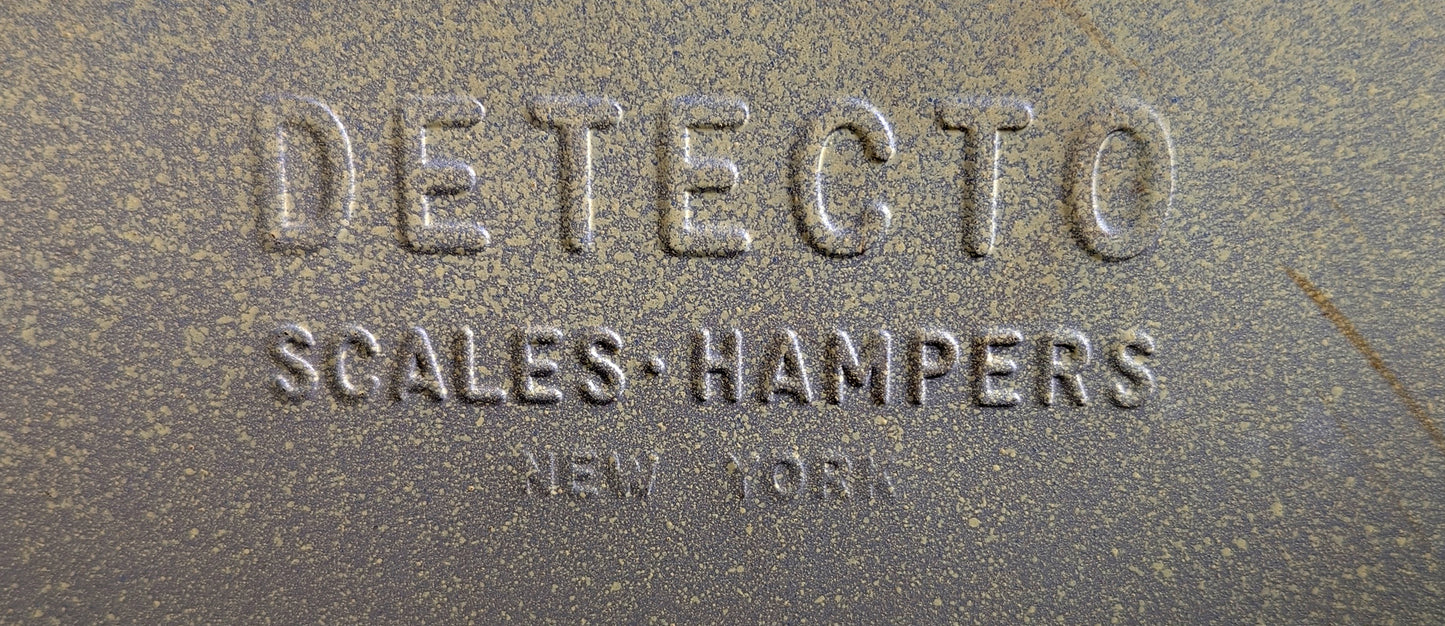 DETECTO
SCALES · HAMPERS
NEW YORK